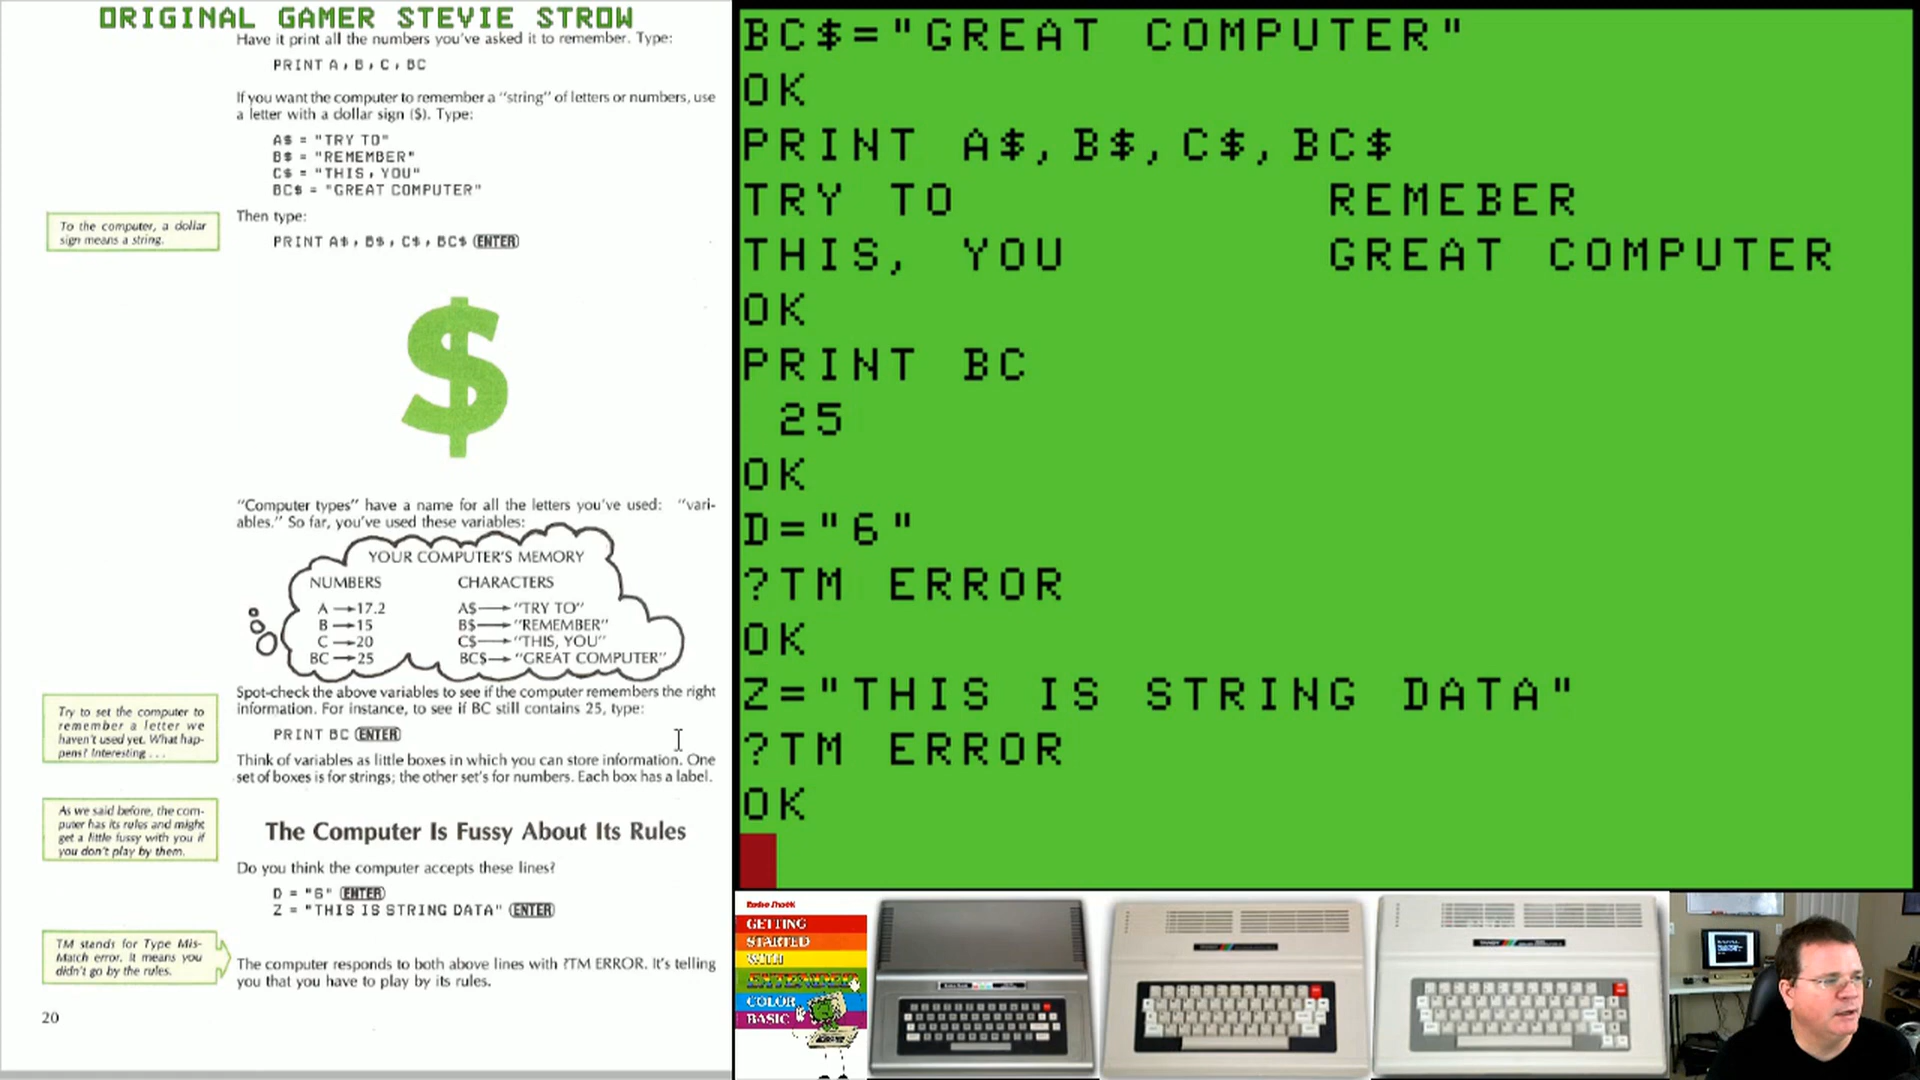 ORIGINAL GAMER STEVIE STROW
Have it print all the numbers you've asked it to remember. Type:
PRINT A, B, C, BC
If you want the computer to remember a "string" of letters or numbers, use
a letter with a dollar sign ($). Type:
A$ = "TRY TO"
B$ = "REMEMBER"
C$ = "THIS, YOU"
BC$ = "GREAT COMPUTER"
To the computer, a dollar
sign means a string.
Then type:
PRINT A$, B$, C$, BC$ ENTER
$
"Computer types" have a name for all the letters you've used: "vari-
ables." So far, you've used these variables:
YOUR COMPUTER'S MEMORY
NUMBERS CHARACTERS
A→17.2 A$→"TRY TO"
B→15 B$→"REMEMBER"
C→20 C$→"THIS, YOU"
BC→25 BC$→"GREAT COMPUTER"
Spot-check the above variables to see if the computer remembers the right
information. For instance, to see if BC still contains 25, type:
PRINT BC ENTER
Try to set the computer to
remember a letter we
haven't used yet. What hap-
pens? Interesting . . .
Think of variables as little boxes in which you can store information. One
set of boxes is for strings; the other set's for numbers. Each box has a label.
As we said before, the com-
puter has its rules and might
get a little fussy with you if
you don't play by them.
The Computer Is Fussy About Its Rules
Do you think the computer accepts these lines?
D = "6" ENTER
Z = "THIS IS STRING DATA" ENTER
TM stands for Type Mis-
Match error. It means you
didn't go by the rules.
The computer responds to both above lines with ?TM ERROR. It's telling
you that you have to play by its rules.
20
BC$="GREAT COMPUTER"
OK
PRINT A$,B$,C$,BC$
TRY TO REMEBER
THIS, YOU GREAT COMPUTER
OK
PRINT BC
25
OK
D="6"
?TM ERROR
OK
Z="THIS IS STRING DATA"
?TM ERROR
OK
Radio Shack
GETTING
STARTED
WITH
EXTENDED
COLOR
BASIC